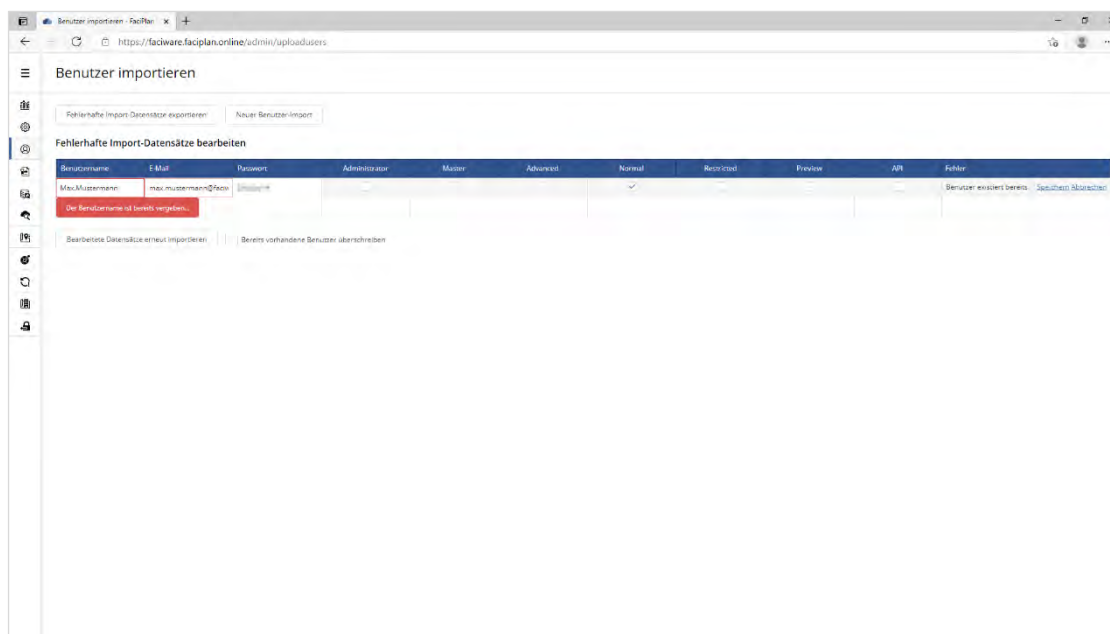 Benutzer importieren - FaciPlan
https://faciware.faciplan.online/admin/uploadusers
Benutzer importieren
Fehlerhafte Import-Datensätze exportieren Neuer Benutzer-Import
Fehlerhafte Import-Datensätze bearbeiten
Benutzername E-Mail Passwort Administrator Master Advanced Normal Restricted Preview API Fehler
Max.Mustermann max.mustermann@faciw Benutzer existiert bereits Speichern Abbrechen
Der Benutzername ist bereits vergeben...
Bearbeitete Datensätze erneut importieren Bereits vorhandene Benutzer überschreiben